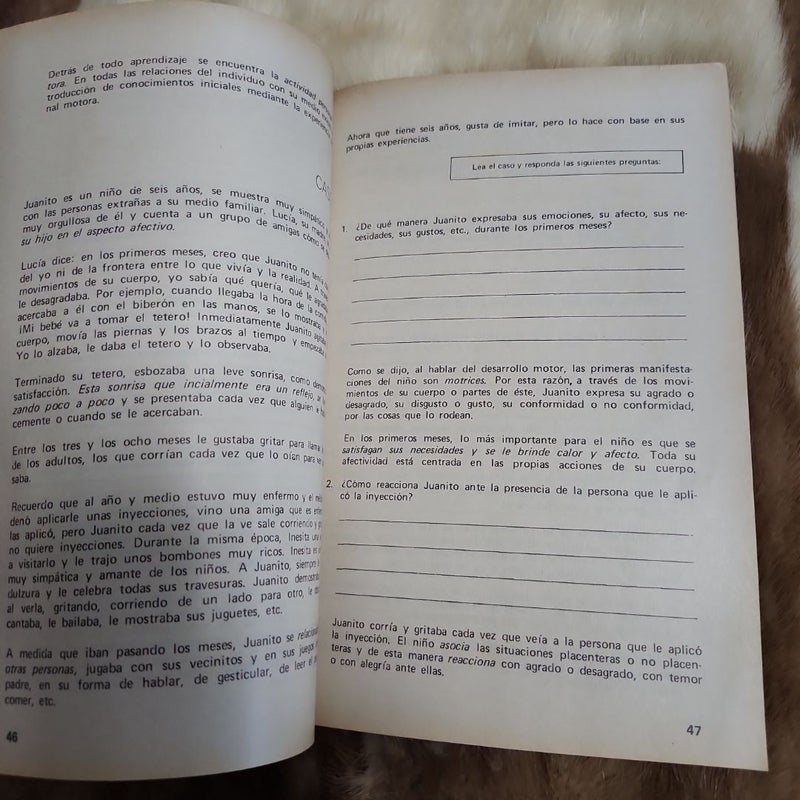 Detrás de todo aprendizaje se encuentra la actividad
tora. En todas las relaciones del individuo con su medio
troducción de conocimientos iniciales mediante la
nal motora.
Juanito es un niño de seis años, se muestra muy
con las personas extrañas a su medio familiar. Lucía, su
muy orgullosa de él y cuenta a un grupo de amigas cómo
su hijo en el aspecto afectivo.
Lucía dice: en los primeros meses, creo que Juanito no
del yo ni de la frontera entre lo que vivía y la realidad. A
movimientos de su cuerpo, yo sabía qué quería, qué le
le desagradaba. Por ejemplo, cuando llegaba la hora de la
acercaba a él con el biberón en las manos, se lo mostraba
¡Mi bebé va a tomar el tetero! Inmediatamente Juanito
cuerpo, movía las piernas y los brazos al tiempo y
Yo lo alzaba, le daba el tetero y lo observaba.
Terminado su tetero, esbozaba una leve sonrisa, como
satisfacción. Esta sonrisa que incialmente era un reflejo,
zando poco a poco y se presentaba cada vez que alguien
cemente o cuando se le acercaban.
Entre los tres y los ocho meses le gustaba gritar para
de los adultos, los que corrían cada vez que lo oían para
saba.
Recuerdo que al año y medio estuvo muy enfermo y el
denó aplicarle unas inyecciones, vino una amiga que es
las aplicó, pero Juanito cada vez que la ve sale corriendo y
no quiere inyecciones. Durante la misma época, Inesita
a visitarlo y le trajo unos bombones muy ricos. Inesita es
muy simpática y amante de los niños. A Juanito, siempre
dulzura y le celebra todas sus travesuras. Juanito
al verla, gritando, corriendo de un lado para otro, le
cantaba, le bailaba, le mostraba sus juguetes, etc.
A medida que iban pasando los meses, Juanito se
otras personas, jugaba con sus vecinitos y en sus juegos
padre, en su forma de hablar, de gesticular, de leer el
comer, etc.
46
Ahora que tiene seis años, gusta de imitar, pero lo hace con base en sus
propias experiencias.
Lea el caso y responda las siguientes preguntas:
1. ¿De qué manera Juanito expresaba sus emociones, su afecto, sus ne-
cesidades, sus gustos, etc., durante los primeros meses?
Como se dijo, al hablar del desarrollo motor, las primeras manifesta-
ciones del niño son motrices. Por esta razón, a través de los movi-
mientos de su cuerpo o partes de éste, Juanito expresa su agrado o
desagrado, su disgusto o gusto, su conformidad o no conformidad,
por las cosas que lo rodean.
En los primeros meses, lo más importante para el niño es que se
satisfagan sus necesidades y se le brinde calor y afecto. Toda su
afectividad está centrada en las propias acciones de su cuerpo.
2. ¿Cómo reacciona Juanito ante la presencia de la persona que le apli-
có la inyección?
Juanito corría y gritaba cada vez que veía a la persona que le aplicó
la inyección. El niño asocia las situaciones placenteras o no placen-
teras y de esta manera reacciona con agrado o desagrado, con temor
o con alegría ante ellas.
47